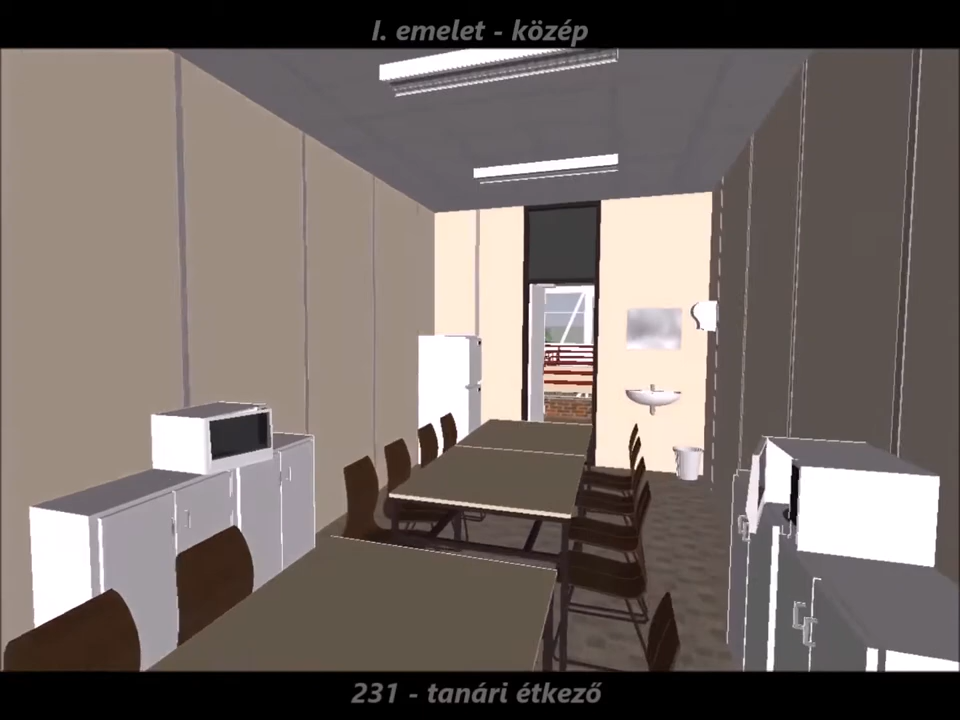 I. emelet - közép
231 - tanári étkező